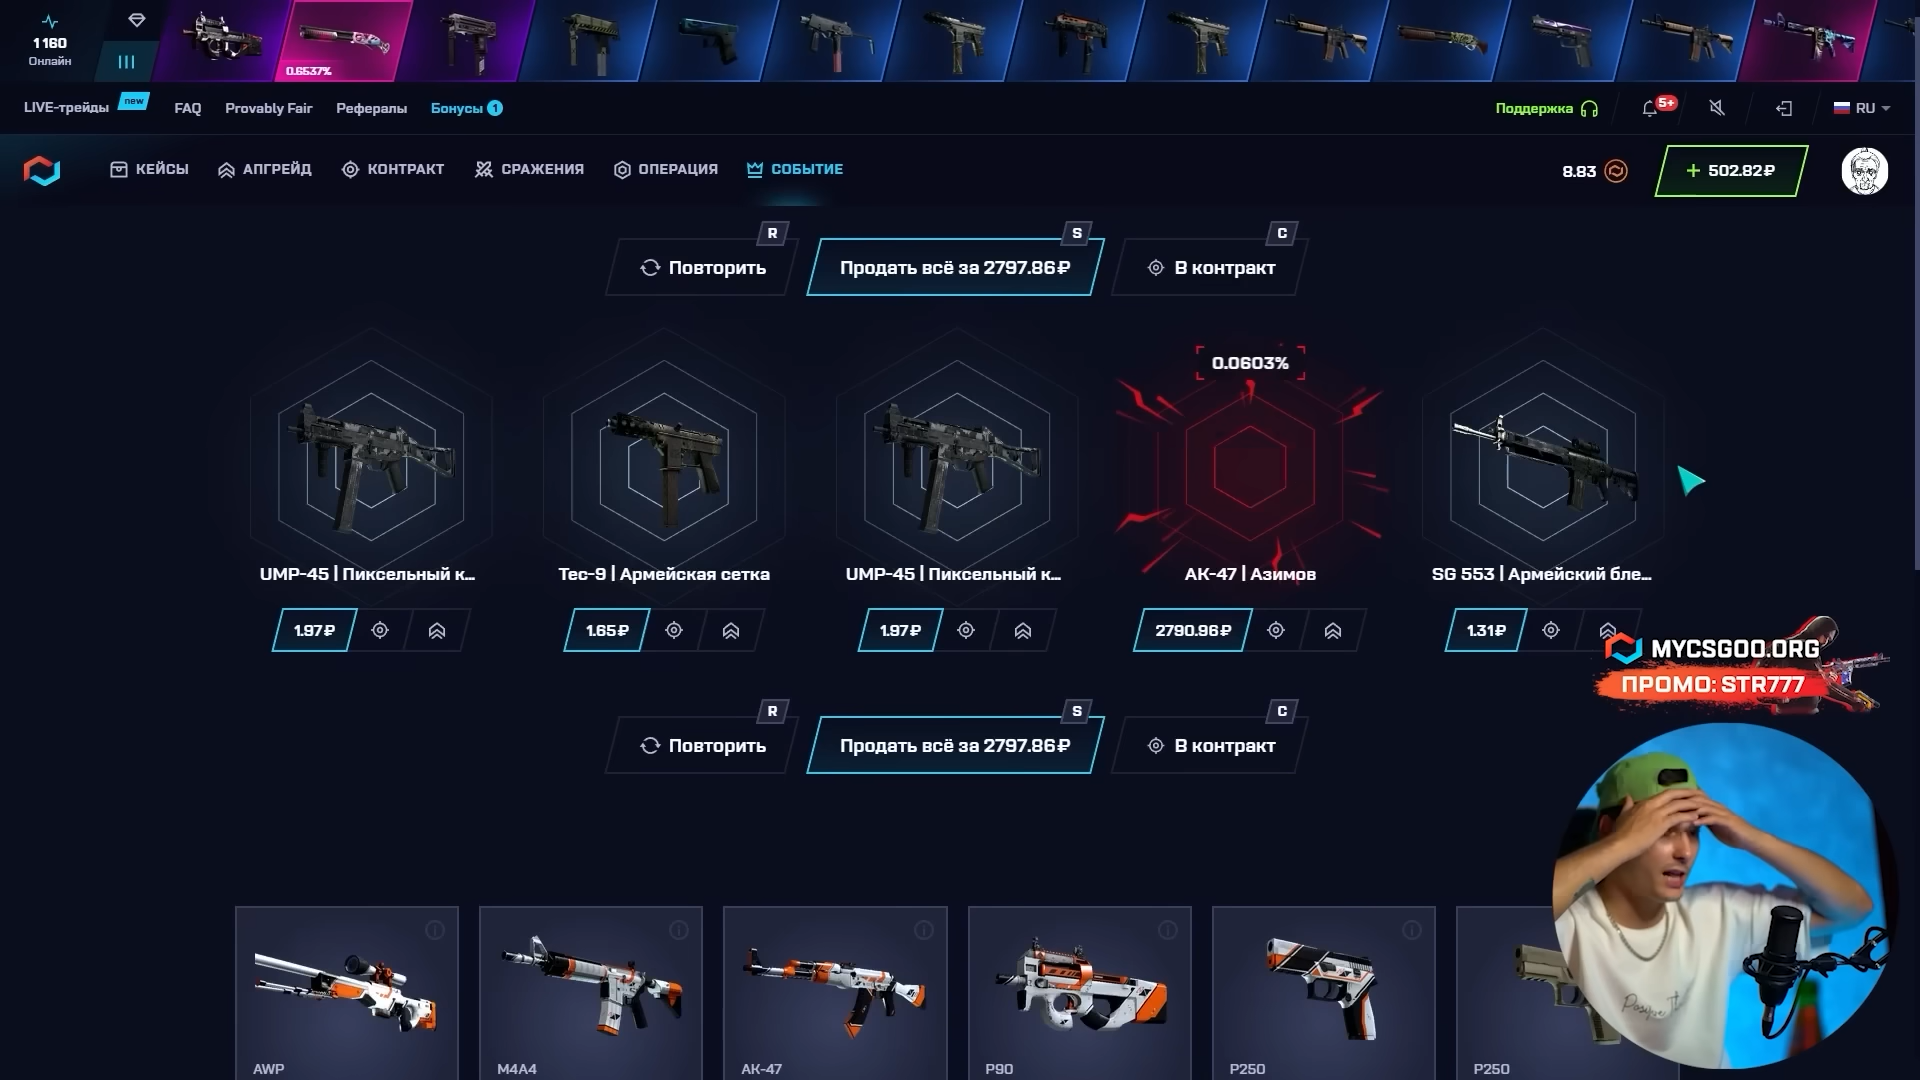 1 160
Онлайн
0.6537%
LIVE-трейды
new
FAQ
Provably Fair
Рефералы
Бонусы 1
Поддержка
5+
RU
КЕЙСЫ
АПГРЕЙД
КОНТРАКТ
СРАЖЕНИЯ
ОПЕРАЦИЯ
СОБЫТИЕ
8.83
+ 502.82₽
R
S
C
Повторить
Продать всё за 2797.86₽
В контракт
0.0603%
UMP-45 | Пиксельный к...
Tec-9 | Армейская сетка
UMP-45 | Пиксельный к...
AK-47 | Азимов
SG 553 | Армейский бле...
1.97₽
1.65₽
1.97₽
2790.96₽
1.31₽
MYCSGOO.ORG
ПРОМО: STR777
R
S
C
Повторить
Продать всё за 2797.86₽
В контракт
AWP
M4A4
AK-47
P90
P250
P250